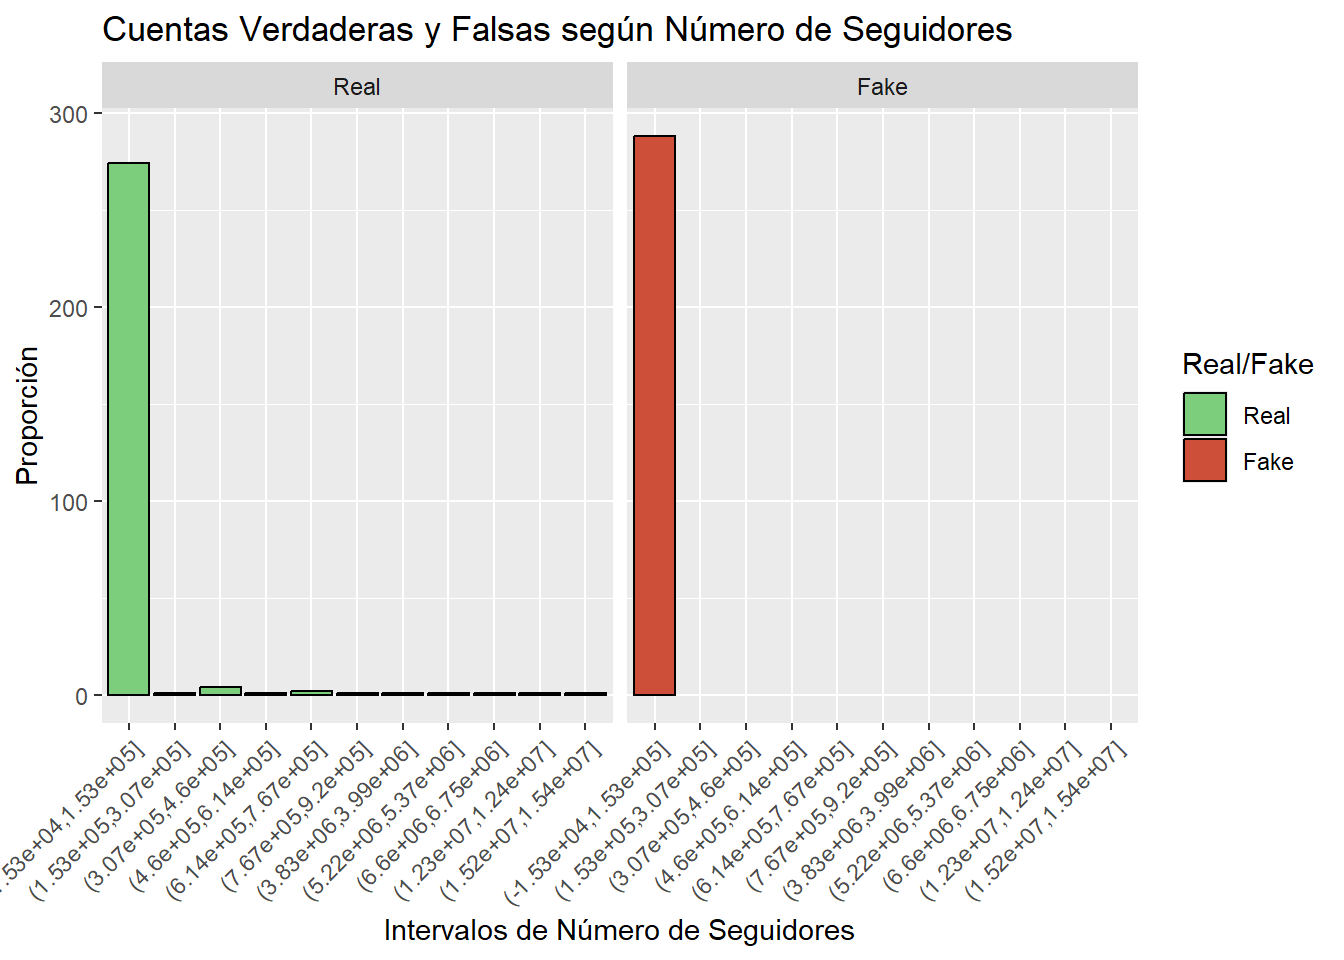 Cuentas Verdaderas y Falsas según Número de Seguidores
Real
Fake
300
200
100
0
Proporción
.53e+04,1.53e+05]
(1.53e+05,3.07e+05]
(3.07e+05,4.6e+05]
(4.6e+05,6.14e+05]
(6.14e+05,7.67e+05]
(7.67e+05,9.2e+05]
(3.83e+06,3.99e+06]
(5.22e+06,5.37e+06]
(6.6e+06,6.75e+06]
(1.23e+07,1.24e+07]
(1.52e+07,1.54e+07]
(-1.53e+04,1.53e+05]
(1.53e+05,3.07e+05]
(3.07e+05,4.6e+05]
(4.6e+05,6.14e+05]
(6.14e+05,7.67e+05]
(7.67e+05,9.2e+05]
(3.83e+06,3.99e+06]
(5.22e+06,5.37e+06]
(6.6e+06,6.75e+06]
(1.23e+07,1.24e+07]
(1.52e+07,1.54e+07]
Intervalos de Número de Seguidores
Real/Fake
Real
Fake